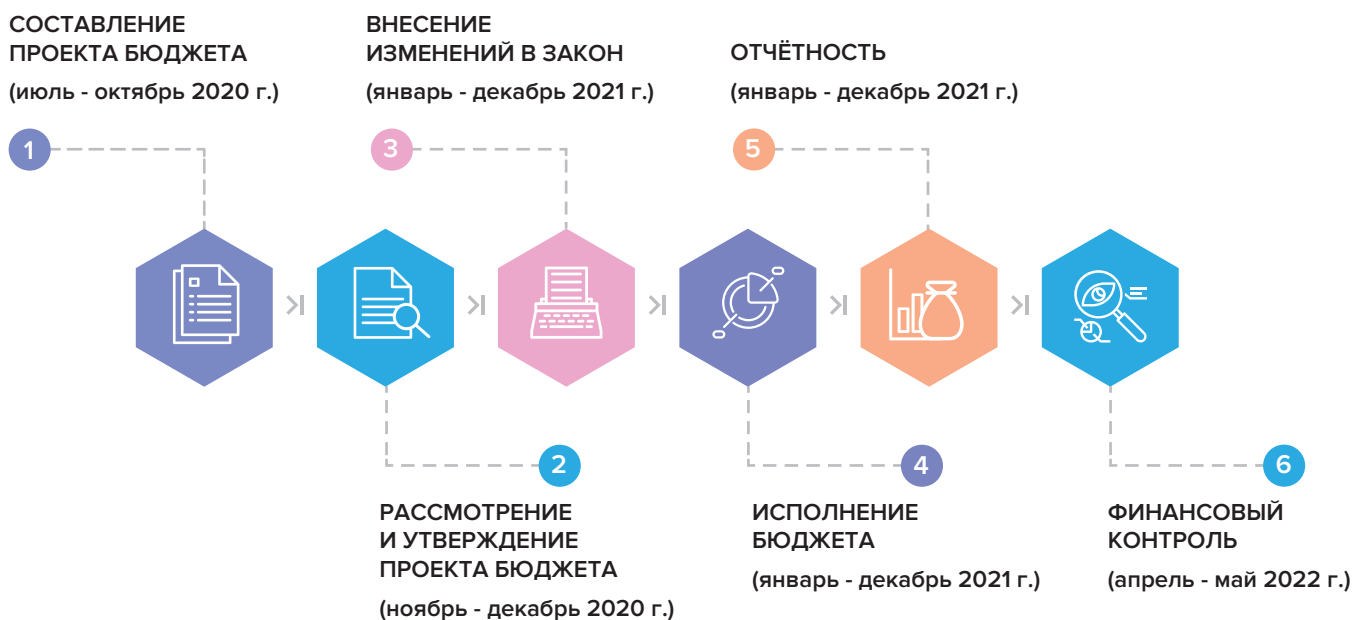 СОСТАВЛЕНИЕ
ПРОЕКТА БЮДЖЕТА
(июль - октябрь 2020 г.)
1
ВНЕСЕНИЕ
ИЗМЕНЕНИЙ В ЗАКОН
(январь - декабрь 2021 г.)
3
ОТЧЁТНОСТЬ
(январь - декабрь 2021 г.)
5
2
РАССМОТРЕНИЕ
И УТВЕРЖДЕНИЕ
ПРОЕКТА БЮДЖЕТА
(ноябрь - декабрь 2020 г.)
4
ИСПОЛНЕНИЕ
БЮДЖЕТА
(январь - декабрь 2021 г.)
6
ФИНАНСОВЫЙ
КОНТРОЛЬ
(апрель - май 2022 г.)